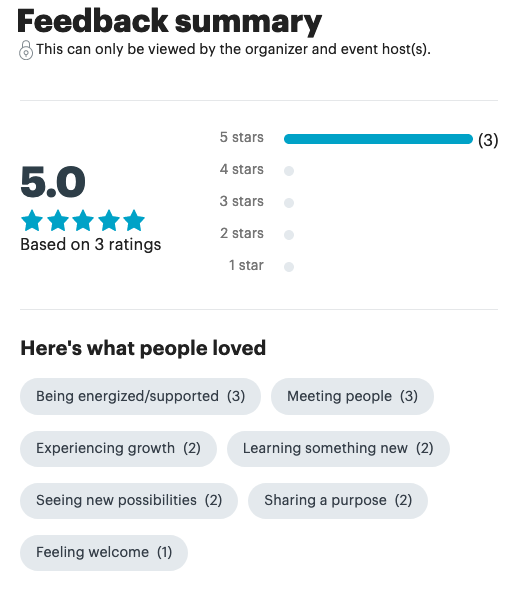 Feedback summary
This can only be viewed by the organizer and event host(s).
5 stars (3)
4 stars
3 stars
2 stars
1 star
5.0
Based on 3 ratings
Here's what people loved
Being energized/supported (3) Meeting people (3)
Experiencing growth (2) Learning something new (2)
Seeing new possibilities (2) Sharing a purpose (2)
Feeling welcome (1)